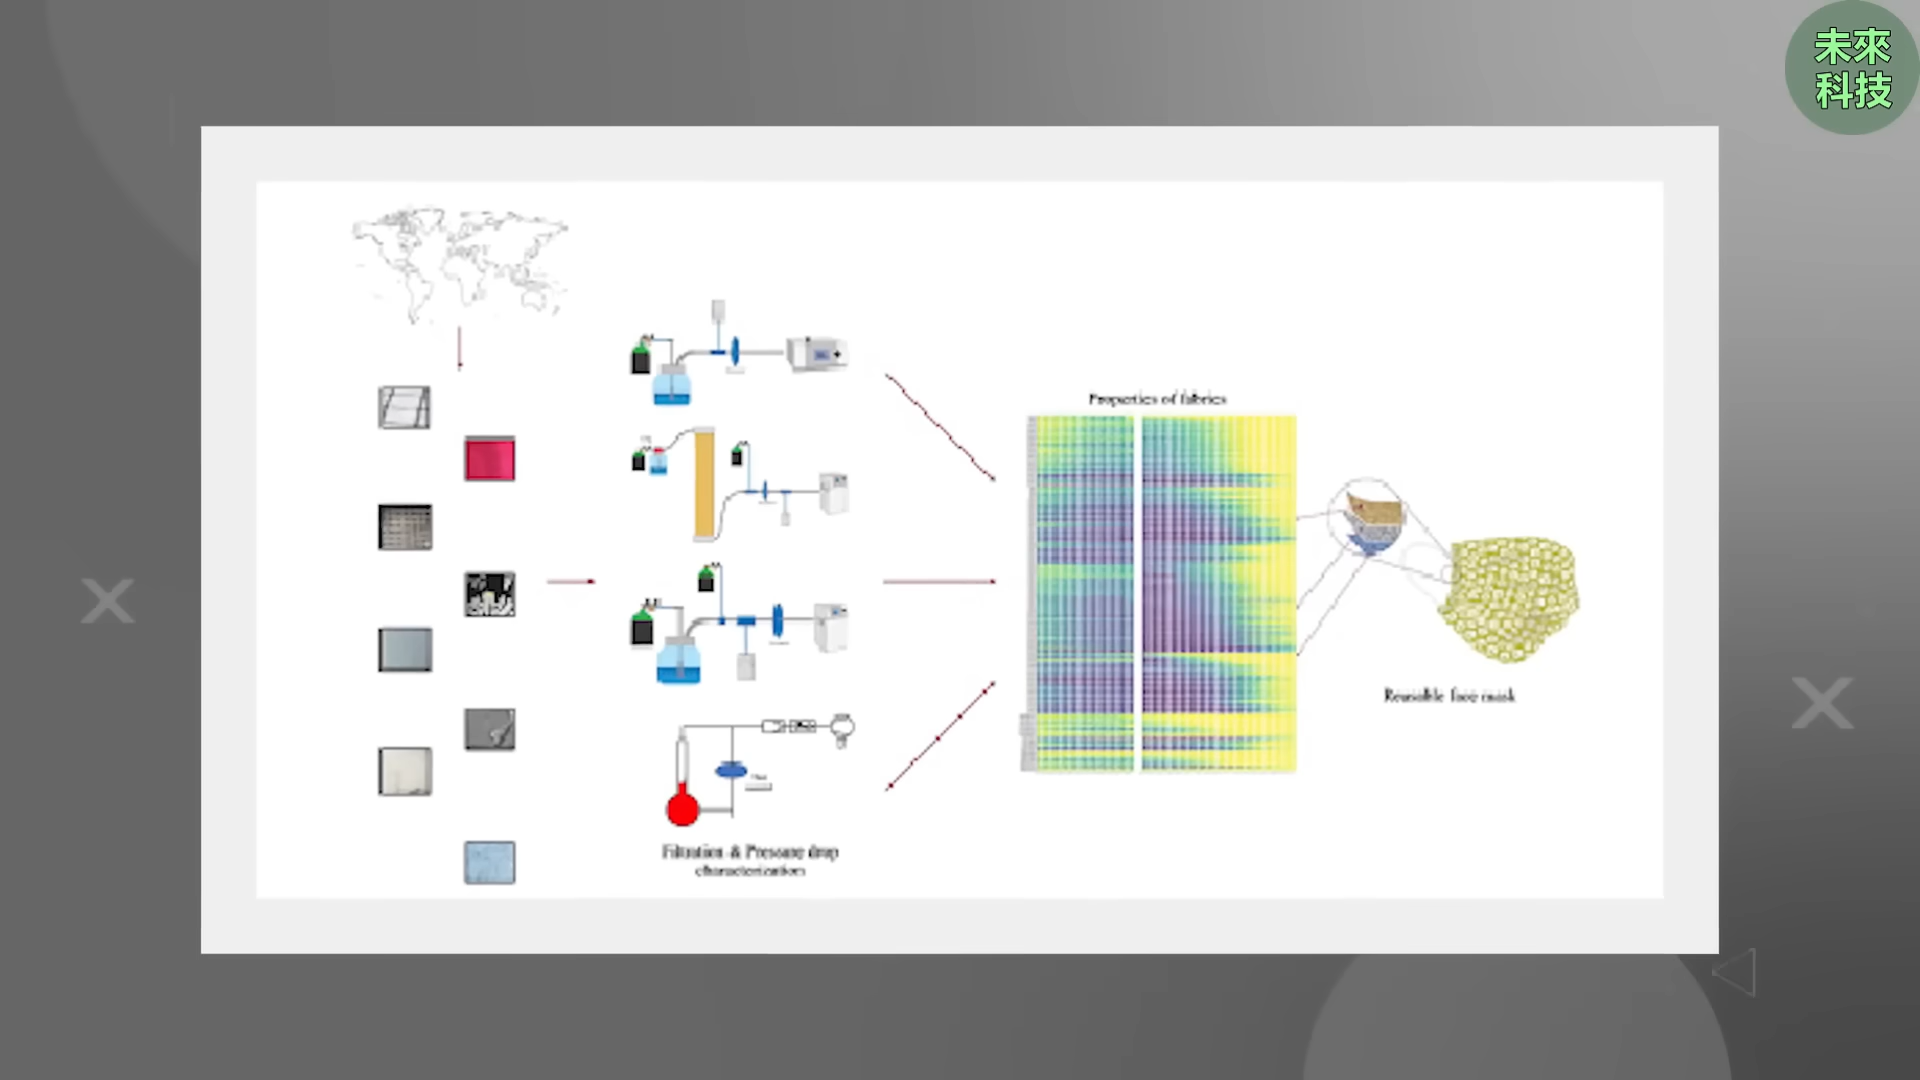 未來
科技
Properties of fabrics
Reusable face mask
Filtration & Pressure drop
characterization